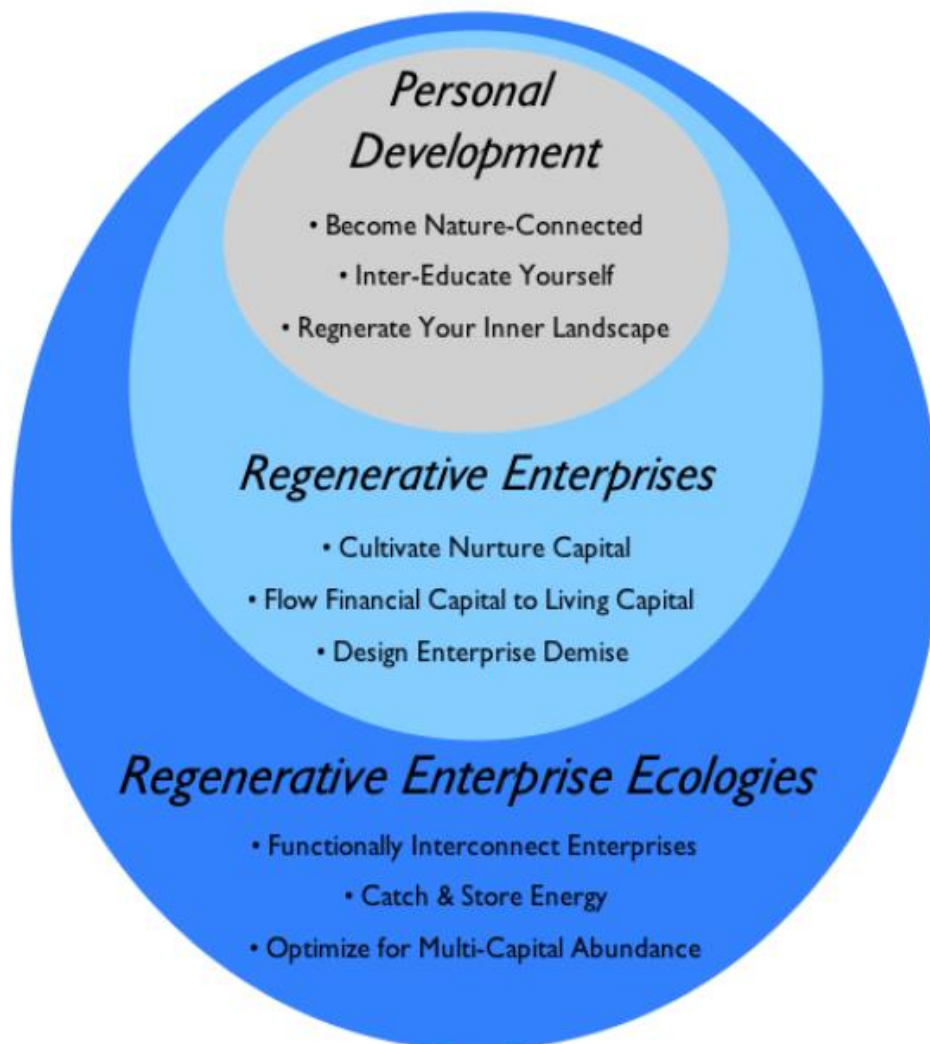 Personal
Development
• Become Nature-Connected
• Inter-Educate Yourself
• Regnerate Your Inner Landscape
Regenerative Enterprises
• Cultivate Nurture Capital
• Flow Financial Capital to Living Capital
• Design Enterprise Demise
Regenerative Enterprise Ecologies
• Functionally Interconnect Enterprises
• Catch & Store Energy
• Optimize for Multi-Capital Abundance